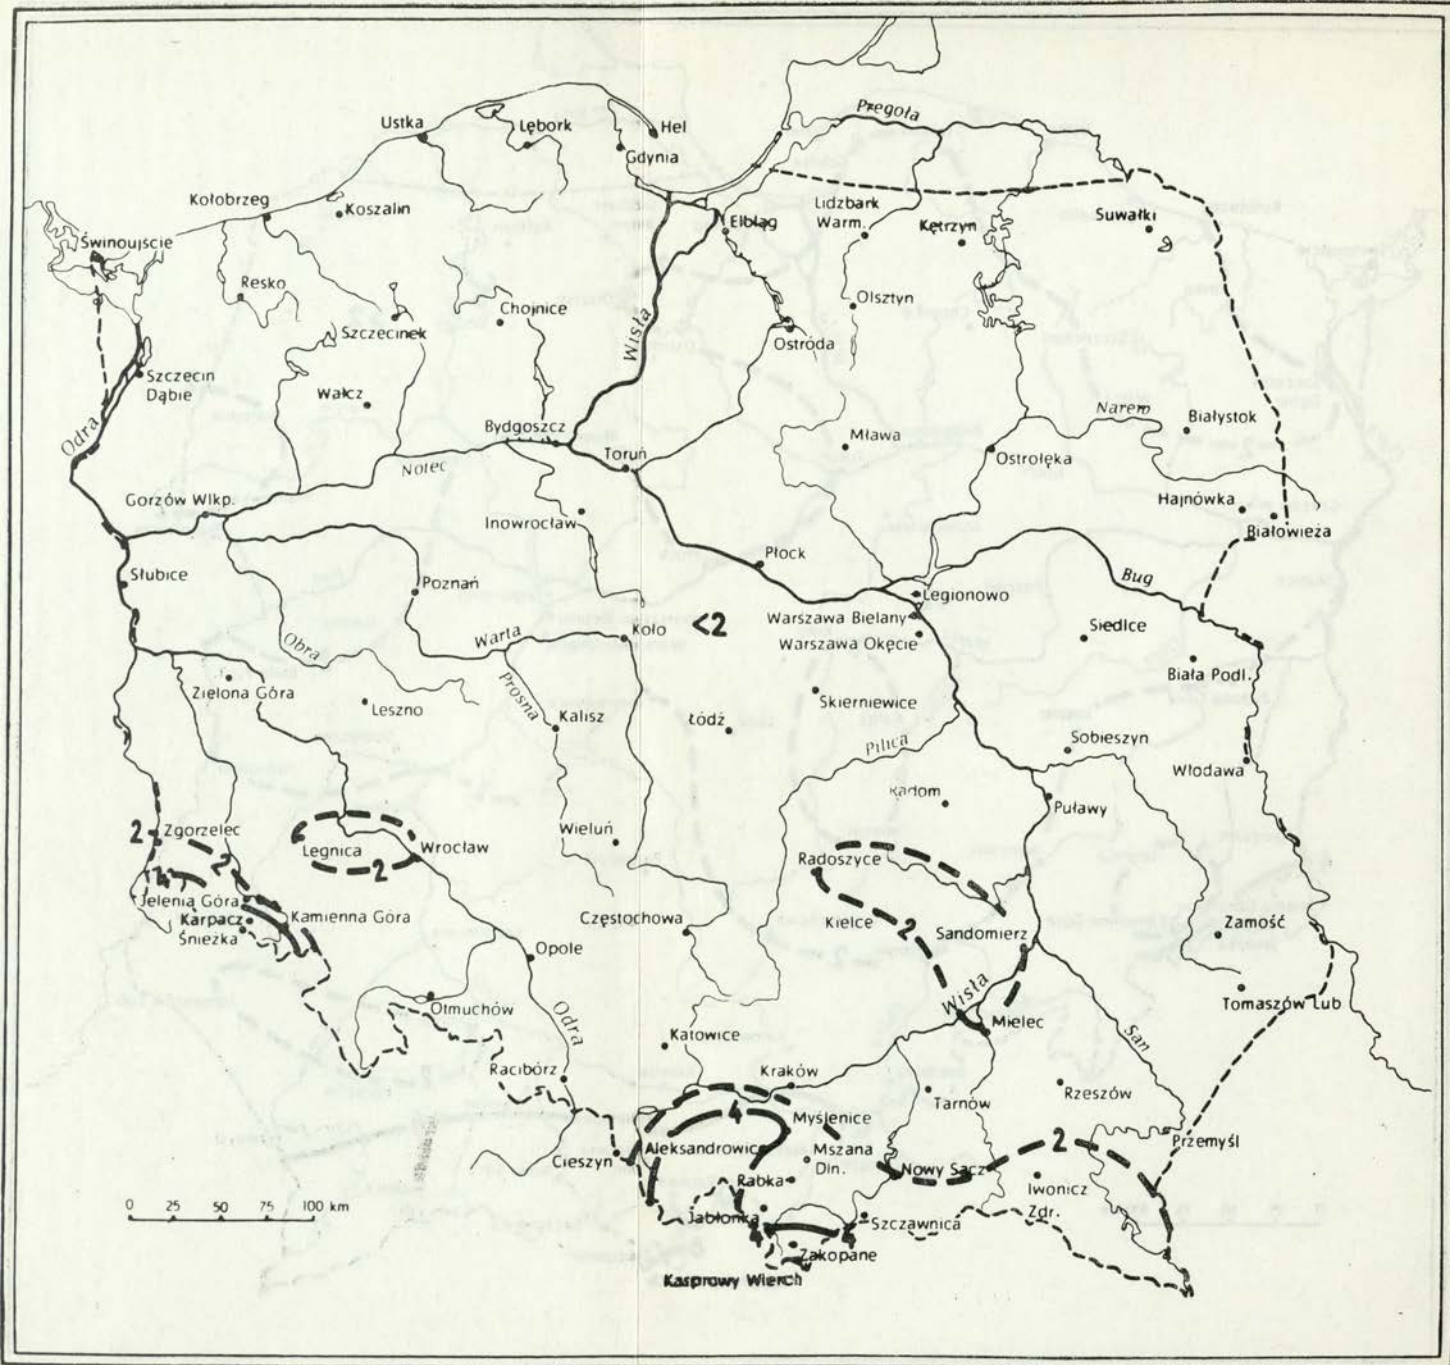 Pregoła
Ustka
Lębork
Hel
Gdynia
Kołobrzeg
Koszalin
Elbląg
Lidzbark
Warm.
Kętrzyn
Suwałki
Świnoujście
Resko
Szczecinek
Chojnice
Wisła
Olsztyn
Ostróda
Szczecin
Dąbie
Wałcz
Odra
Bydgoszcz
Noteć
Toruń
Mława
Narew
Białystok
Ostrołęka
Gorzów Wlkp.
Inowrocław
Hajnówka
Białowieża
Słubice
Poznań
Płock
Legionowo
Bug
Obra
Warta
Koło
<2
Warszawa Bielany
Warszawa Okęcie
Siedlce
Biała Podl.
Zielona Góra
Leszno
Prosna
Kalisz
Łódź
Skierniewice
Pilica
Sobieszyn
Włodawa
Radom
Puławy
2
Zgorzelec
2
Legnica
2
Wrocław
Wieluń
Radoszyce
4
Jelenia Góra
Karpacz
Śnieżka
Kamienna Góra
Częstochowa
Kielce
2
Sandomierz
Zamość
Opole
Otmuchów
Odra
Wisła
Mielec
Tomaszów Lub
San
Katowice
Racibórz
Kraków
Tarnów
Rzeszów
4
Myślenice
Przemyśl
Cieszyn
Aleksandrowice
Mszana
Din.
Nowy Sącz
2
Rabka
Iwonicz
Zdr.
Jabłonka
Szczawnica
4
4
Zakopane
Kasprowy Wierch
0 25 50 75 100 km